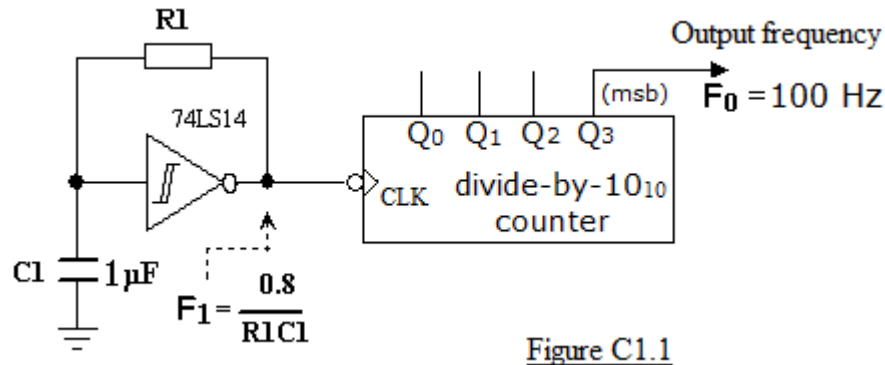 R1
Output frequency
74LS14
(msb)
F₀ = 100 Hz
Q₀ Q₁ Q₂ Q₃
CLK
divide-by-10₁₀
counter
C1
1µF
F₁ = 0.8 / R1C1
Figure C1.1